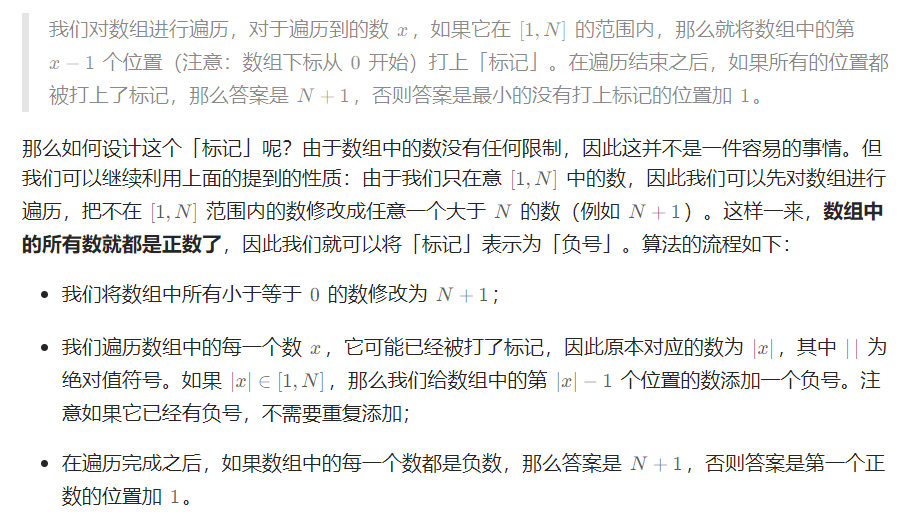 我们对数组进行遍历，对于遍历到的数 x，如果它在 [1, N] 的范围内，那么就将数组中的第
x − 1 个位置（注意：数组下标从 0 开始）打上「标记」。在遍历结束之后，如果所有的位置都
被打上了标记，那么答案是 N + 1，否则答案是最小的没有打上标记的位置加 1。
那么如何设计这个「标记」呢？由于数组中的数没有任何限制，因此这并不是一件容易的事情。但
我们可以继续利用上面的提到的性质：由于我们只在意 [1, N] 中的数，因此我们可以先对数组进行
遍历，把不在 [1, N] 范围内的数修改成任意一个大于 N 的数（例如 N + 1）。这样一来，数组中
的所有数就都是正数了，因此我们就可以将「标记」表示为「负号」。算法的流程如下：
• 我们将数组中所有小于等于 0 的数修改为 N + 1；
• 我们遍历数组中的每一个数 x，它可能已经被打了标记，因此原本对应的数为 |x|，其中 | | 为
绝对值符号。如果 |x| ∈ [1, N]，那么我们给数组中的第 |x| − 1 个位置的数添加一个负号。注
意如果它已经有负号，不需要重复添加；
• 在遍历完成之后，如果数组中的每一个数都是负数，那么答案是 N + 1，否则答案是第一个正
数的位置加 1。